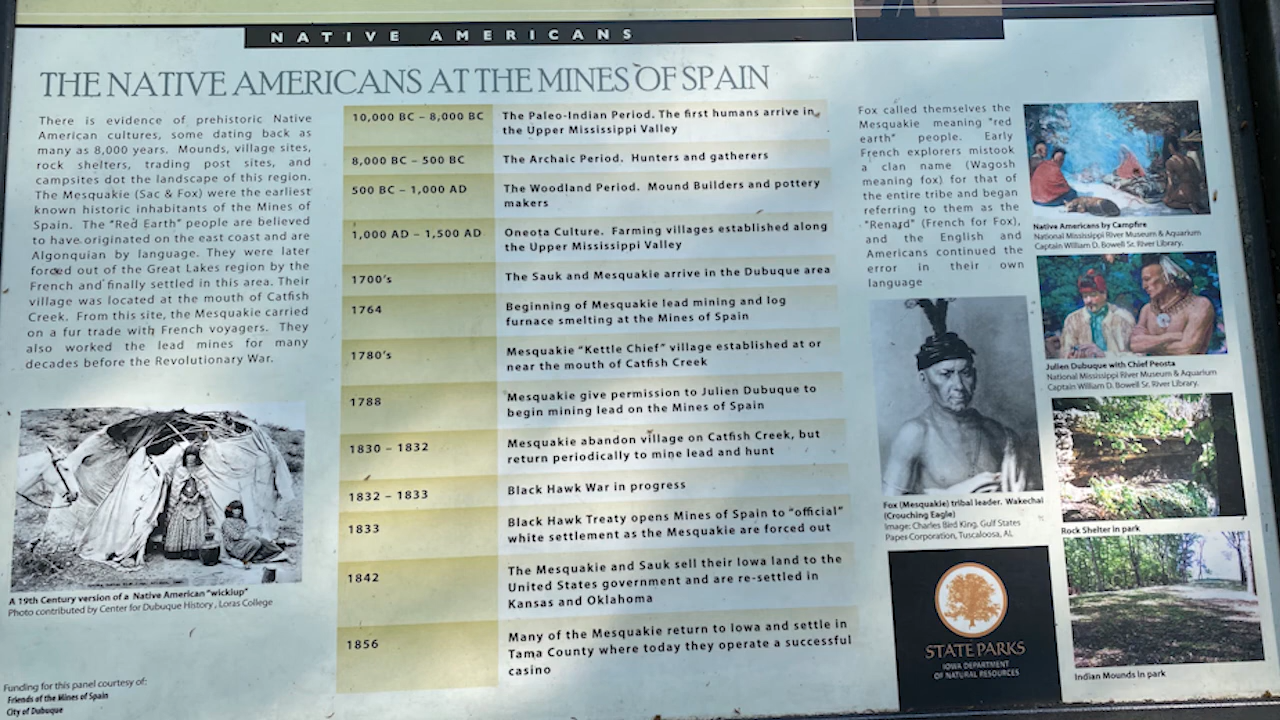 NATIVE AMERICANS
THE NATIVE AMERICANS AT THE MINES OF SPAIN
There is evidence of prehistoric Native
American cultures, some dating back as
many as 8,000 years. Mounds, village sites,
rock shelters, trading post sites, and
campsites dot the landscape of this region.
The Mesquakie (Sac & Fox) were the earliest
known historic inhabitants of the Mines of
Spain. The "Red Earth" people are believed
to have originated on the east coast and are
Algonquian by language. They were later
forced out of the Great Lakes region by the
French and finally settled in this area. Their
village was located at the mouth of Catfish
Creek. From this site, the Mesquakie carried
on a fur trade with French voyagers. They
also worked the lead mines for many
decades before the Revolutionary War.
A 19th Century version of a Native American "wickiup"
Photo contributed by Center for Dubuque History, Loras College
Funding for this panel courtesy of:
Friends of the Mines of Spain
City of Dubuque
10,000 BC – 8,000 BC
The Paleo-Indian Period. The first humans arrive in
the Upper Mississippi Valley
8,000 BC – 500 BC
The Archaic Period. Hunters and gatherers
500 BC – 1,000 AD
The Woodland Period. Mound Builders and pottery
makers
1,000 AD – 1,500 AD
Oneota Culture. Farming villages established along
the Upper Mississippi Valley
1700's
The Sauk and Mesquakie arrive in the Dubuque area
1764
Beginning of Mesquakie lead mining and log
furnace smelting at the Mines of Spain
1780's
Mesquakie "Kettle Chief" village established at or
near the mouth of Catfish Creek
1788
Mesquakie give permission to Julien Dubuque to
begin mining lead on the Mines of Spain
1830 – 1832
Mesquakie abandon village on Catfish Creek, but
return periodically to mine lead and hunt
1832 – 1833
Black Hawk War in progress
1833
Black Hawk Treaty opens Mines of Spain to "official"
white settlement as the Mesquakie are forced out
1842
The Mesquakie and Sauk sell their Iowa land to the
United States government and are re-settled in
Kansas and Oklahoma
1856
Many of the Mesquakie return to Iowa and settle in
Tama County where today they operate a successful
casino
Fox called themselves the
Mesquakie meaning "red
earth" people. Early
French explorers mistook
a clan name (Wagosh
meaning fox) for that of
the entire tribe and began
referring to them as the
"Renard" (French for Fox),
and the English and
Americans continued the
error in their own
language
Fox (Mesquakie) tribal leader. Wakechai
(Crouching Eagle)
Image: Charles Bird King, Gulf States
Paper Corporation, Tuscaloosa, AL
STATE PARKS
IOWA DEPARTMENT
OF NATURAL RESOURCES
Native Americans by Campfire
National Mississippi River Museum & Aquarium
Captain William D. Bowell Sr. River Library.
Julien Dubuque with Chief Peosta
National Mississippi River Museum & Aquarium
Captain William D. Bowell Sr. River Library.
Rock Shelter in park
Indian Mounds in park